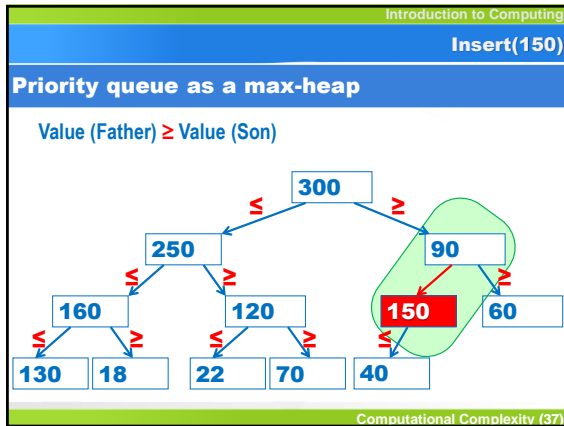 Introduction to Computing
Insert(150)
Priority queue as a max-heap
Value (Father) ≥ Value (Son)
300
≤ ≥
250 90
≤ ≥ ≥
160 120 150 60
≤ ≥ ≤ ≥ ≤
130 18 22 70 40
Computational Complexity (37)